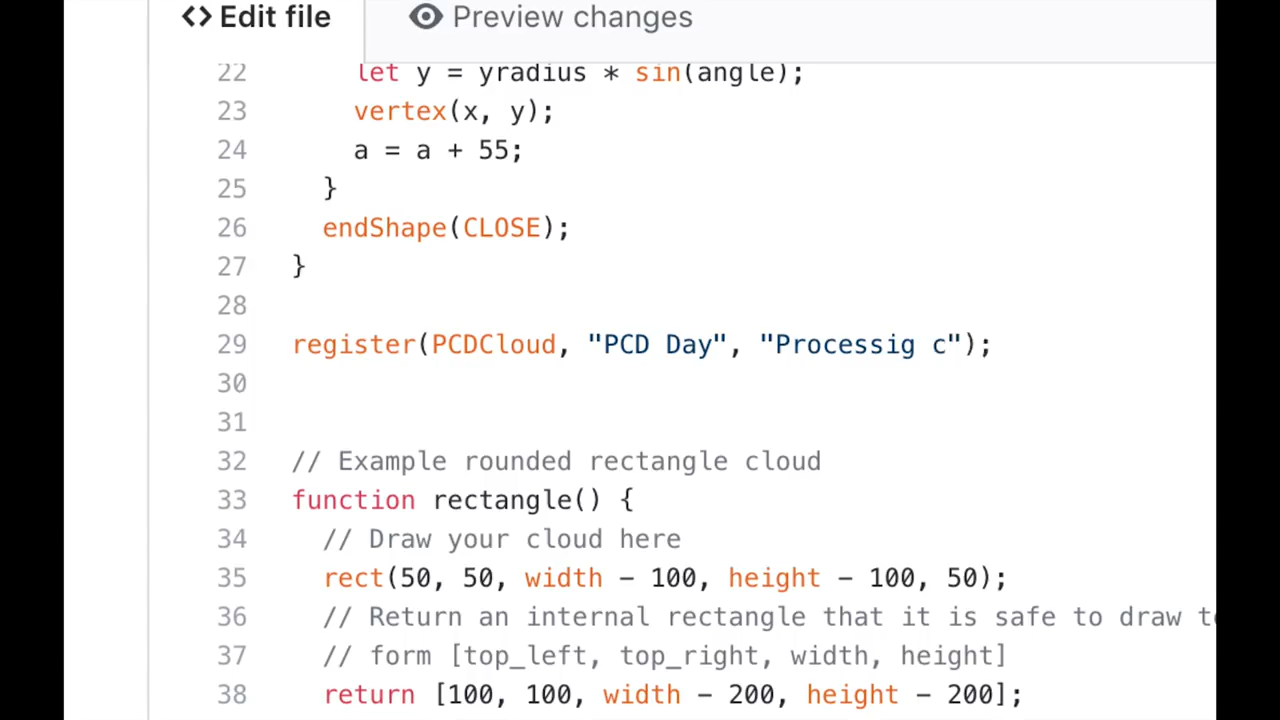 <> Edit file Preview changes
22 let y = yradius * sin(angle);
23 vertex(x, y);
24 a = a + 55;
25 }
26 endShape(CLOSE);
27 }
28
29 register(PCDCloud, "PCD Day", "Processig c");
30
31
32 // Example rounded rectangle cloud
33 function rectangle() {
34 // Draw your cloud here
35 rect(50, 50, width - 100, height - 100, 50);
36 // Return an internal rectangle that it is safe to draw
37 // form [top_left, top_right, width, height]
38 return [100, 100, width - 200, height - 200];